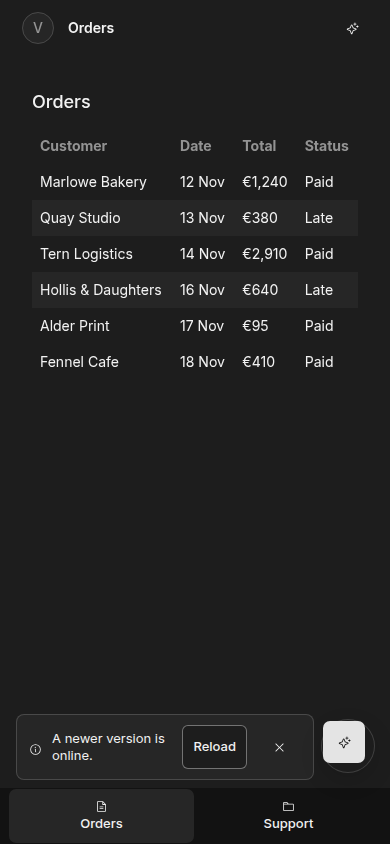 V Orders
Orders
Customer Date Total Status
Marlowe Bakery 12 Nov €1,240 Paid
Quay Studio 13 Nov €380 Late
Tern Logistics 14 Nov €2,910 Paid
Hollis & Daughters 16 Nov €640 Late
Alder Print 17 Nov €95 Paid
Fennel Cafe 18 Nov €410 Paid
A newer version is
online.
Reload
Orders Support